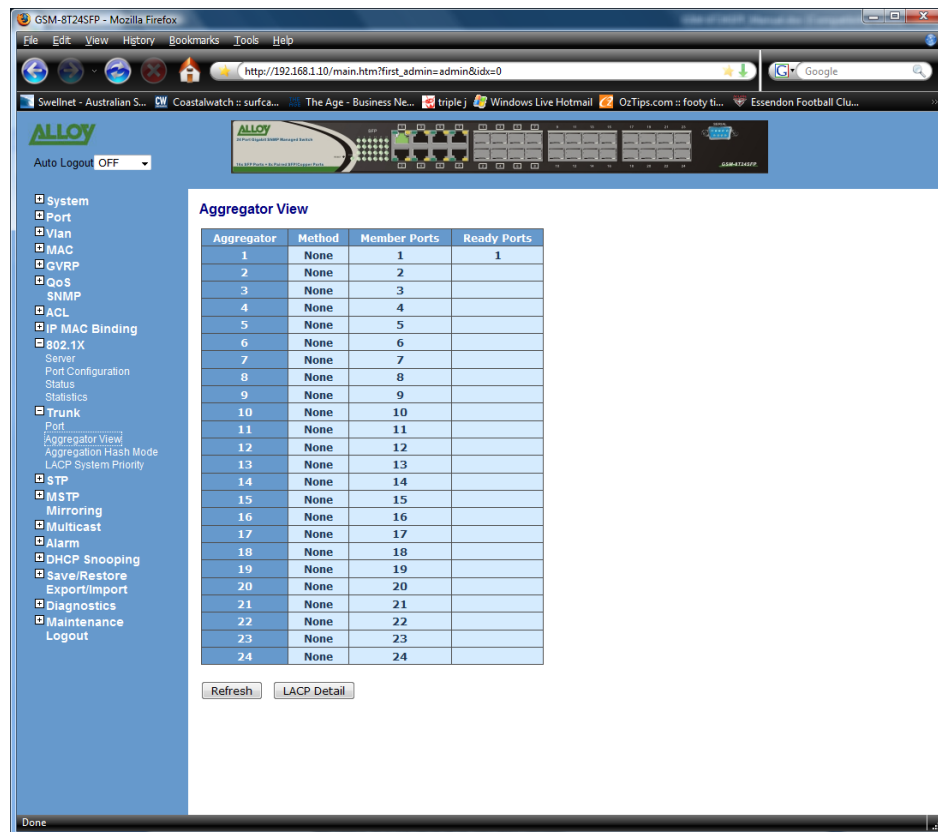 GSM-8T24SFP - Mozilla Firefox
File Edit View History Bookmarks Tools Help
http://192.168.1.10/main.htm?first_admin=admin&idx=0
Google
Swellnet - Australian S... CW Coastalwatch :: surfca... The Age - Business Ne... triple j Windows Live Hotmail OzTips.com :: footy ti... Essendon Football Clu...
ALLOY
Auto Logout OFF
ALLOY
SFP
GSM-8T24SFP
System
Port
Vlan
MAC
GVRP
QoS
SNMP
ACL
IP MAC Binding
802.1X
Server
Port Configuration
Status
Statistics
Trunk
Port
Aggregator View
Aggregation Hash Mode
LACP System Priority
STP
MSTP
Mirroring
Multicast
Alarm
DHCP Snooping
Save/Restore
Export/Import
Diagnostics
Maintenance
Logout
Aggregator View
Aggregator Method Member Ports Ready Ports
1 None 1 1
2 None 2
3 None 3
4 None 4
5 None 5
6 None 6
7 None 7
8 None 8
9 None 9
10 None 10
11 None 11
12 None 12
13 None 13
14 None 14
15 None 15
16 None 16
17 None 17
18 None 18
19 None 19
20 None 20
21 None 21
22 None 22
23 None 23
24 None 24
Refresh LACP Detail
Done